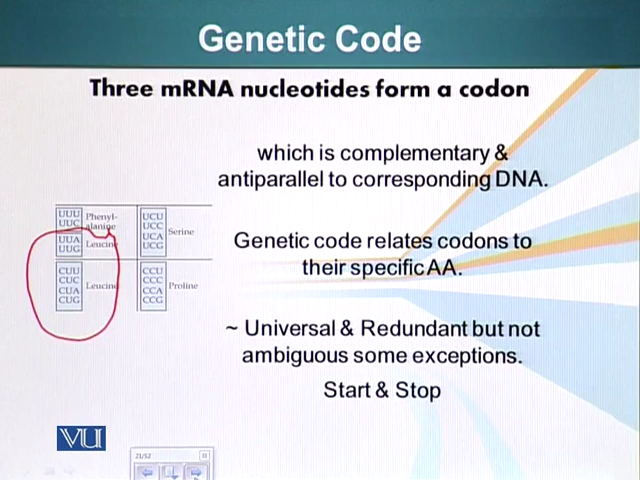 Genetic Code
Three mRNA nucleotides form a codon
which is complementary &
antiparallel to corresponding DNA.
UUU
UUC
Phenyl-
alanine
UUA
UUG
Leucine
UCU
UCC
UCA
UCG
Serine
CUU
CUC
CUA
CUG
Leucine
CCU
CCC
CCA
CCG
Proline
Genetic code relates codons to
their specific AA.
~ Universal & Redundant but not
ambiguous some exceptions.
Start & Stop
VU
21/52